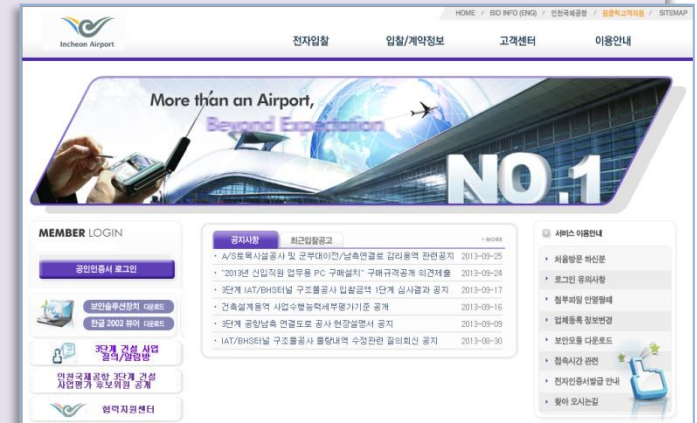 HOME / BID INFO (ENG) / 인천국제공항 / 음문독고객지원 / SITEMAP
Incheon Airport
전자입찰 입찰/계약정보 고객센터 이용안내
More than an Airport,
Beyond Expectation
NO.1
MEMBER LOGIN
공인인증서 로그인
보안솔루션장치 다운로드
한글 2002 뷰어 다운로드
3단계 건설 사업
질의/알림방
인천국제공항 3단계 건설
사업평가 후보위원 공개
협력지원센터
공지사항 최근입찰공고 MORE
A/S토목시설공사 및 군부대이전/남측연결로 감리용역 관련공지 2013-09-25
"2013년 신입직원 업무용 PC 구매설치" 구매규격공개 의견제출 2013-09-24
3단계 IAT/BHS터널 구조물공사 입찰금액 1단계 심사결과 공지 2013-09-17
건축설계용역 사업수행능력세부평가기준 공개 2013-09-16
3단계 공항남측 연결도로 공사 현장설명서 공지 2013-09-09
IAT/BHS터널 구조물공사 물량내역 수정관련 질의회신 공지 2013-08-30
서비스 이용안내
처음방문 하신분
로그인 유의사항
첨부파일 안열릴때
업체등록 정보변경
보안모듈 다운로드
접속시간 관련
전자인증서발급 안내
찾아 오시는길